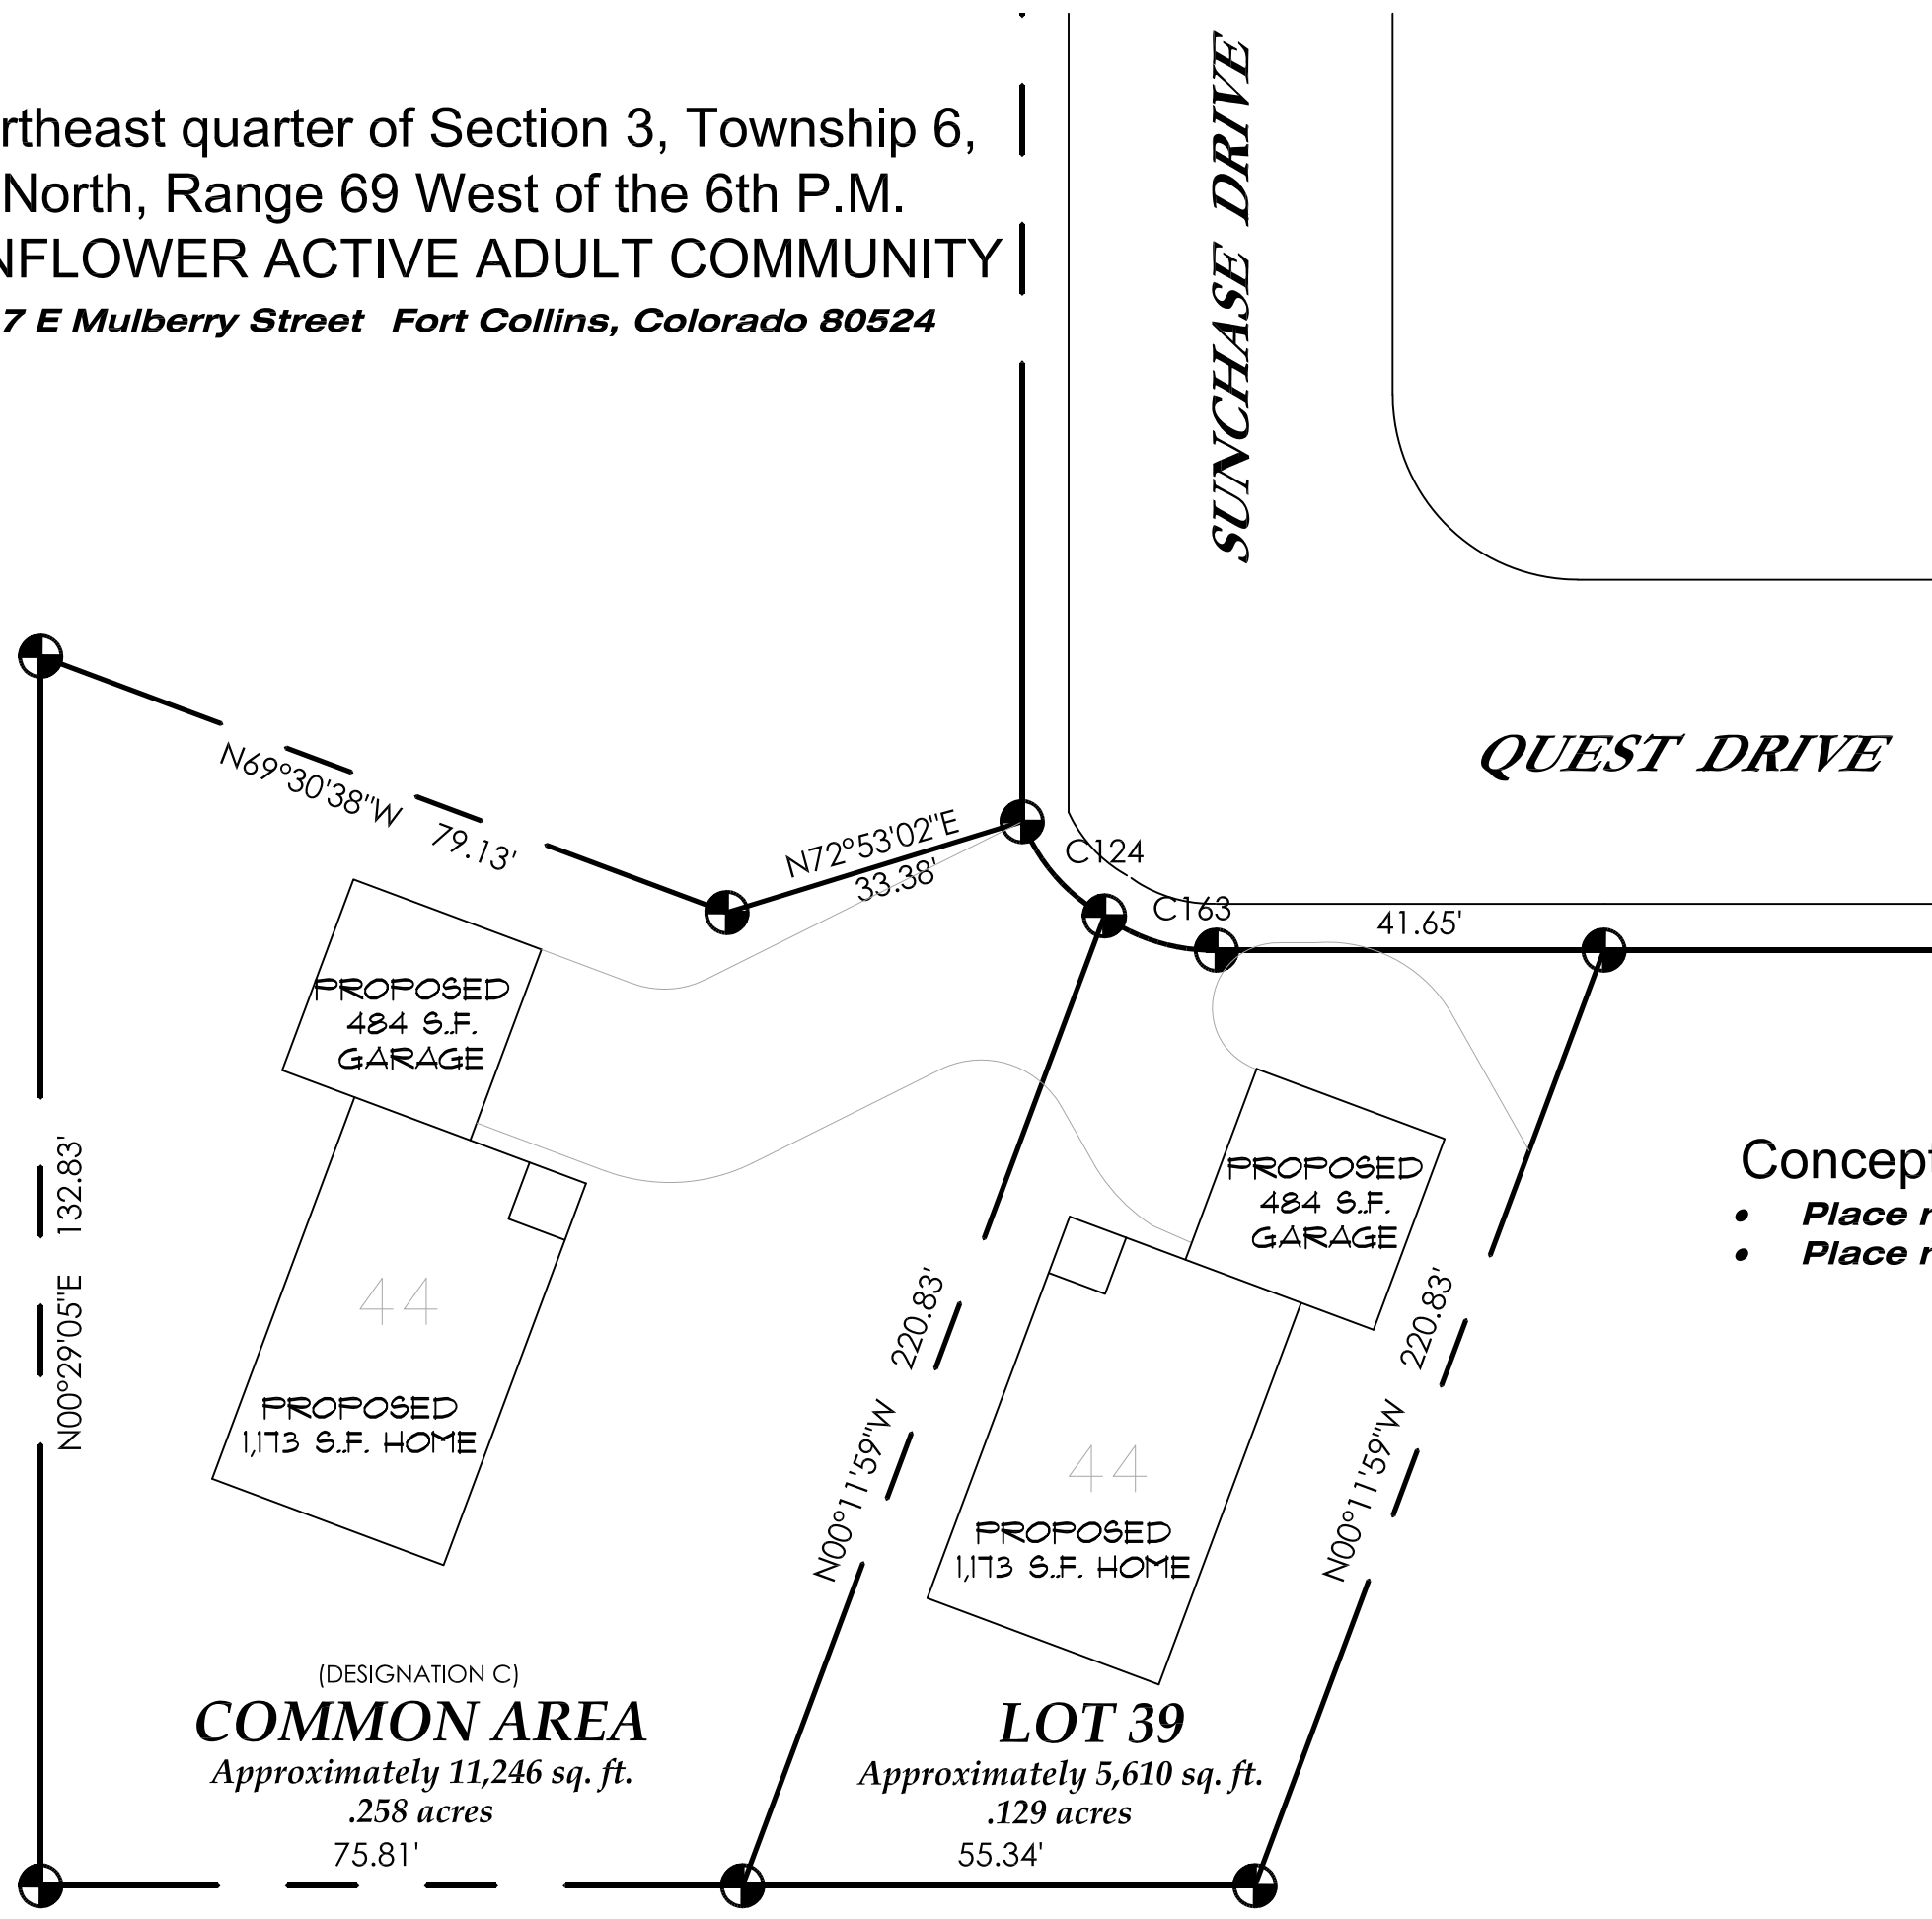 rtheast quarter of Section 3, Township 6,
North, Range 69 West of the 6th P.M.
NFLOWER ACTIVE ADULT COMMUNITY
7 E Mulberry Street Fort Collins, Colorado 80524
SUNCHASE DRIVE
QUEST DRIVE
N69°30'38"W 79.13'
N72°53'02"E
33.38'
C124
C163
41.65'
PROPOSED
484 S.F.
GARAGE
PROPOSED
484 S.F.
GARAGE
Concept
• Place
• Place
N00°29'05"E 132.83'
44
PROPOSED
1,173 S.F. HOME
N00°11'59"W 220.83'
44
PROPOSED
1,173 S.F. HOME
N00°11'59"W 220.83'
(DESIGNATION C)
COMMON AREA
Approximately 11,246 sq. ft.
.258 acres
75.81'
LOT 39
Approximately 5,610 sq. ft.
.129 acres
55.34'